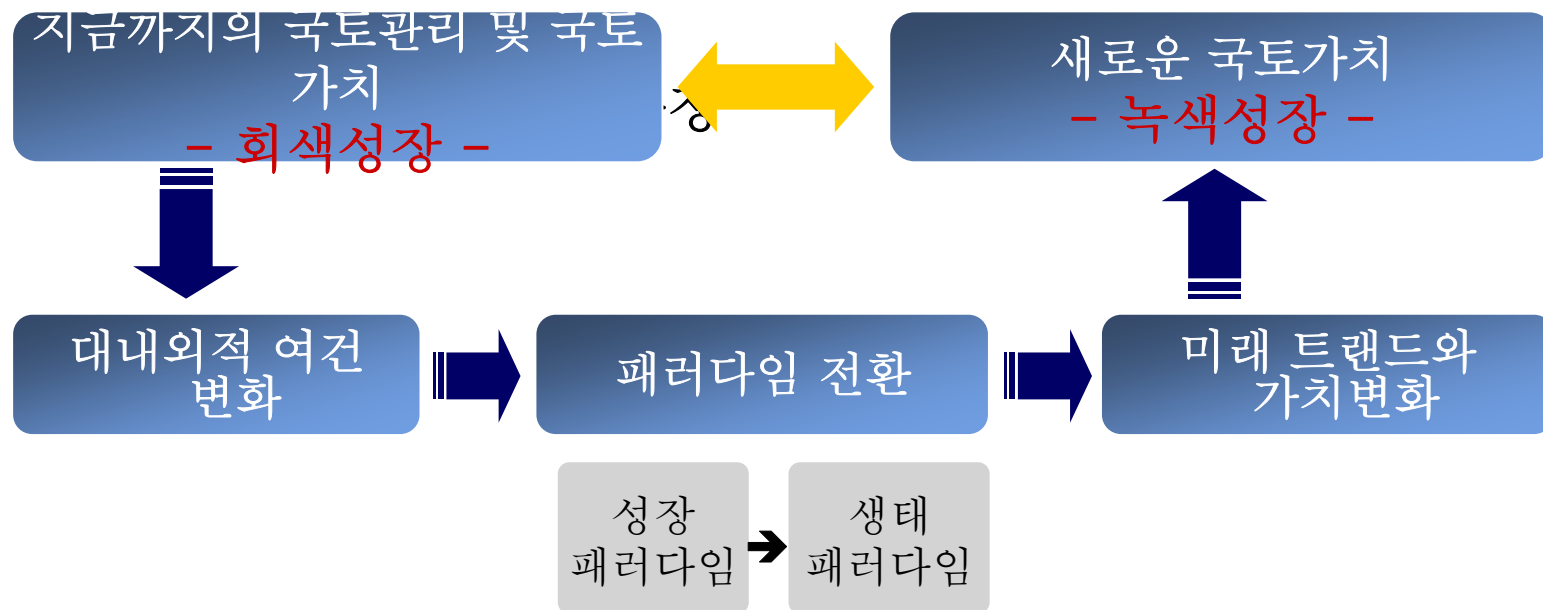 지금까지의 국토관리 및 국토
가치
- 회색성장 -
새로운 국토가치
- 녹색성장 -
대내외적 여건
변화
패러다임 전환
미래 트랜드와
가치변화
성장
패러다임
생태
패러다임